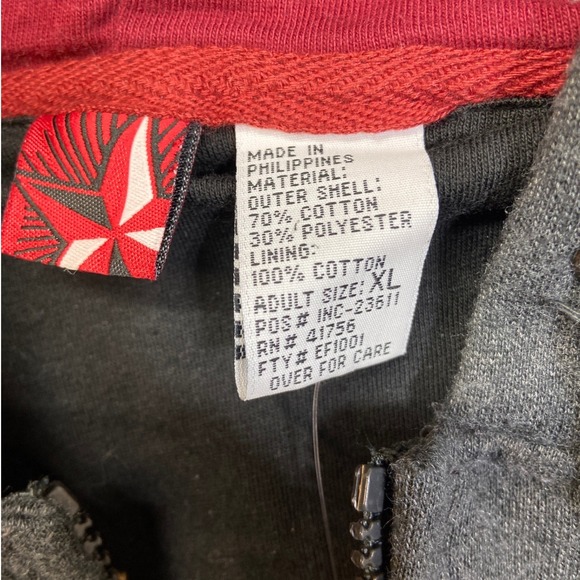 MADE IN
PHILIPPINES
MATERIAL:
OUTER SHELL:
70% COTTON
30% POLYESTER
LINING:
100% COTTON
ADULT SIZE: XL
POS# INC-23611
RN# 41756
FTY# EF1001
OVER FOR CARE